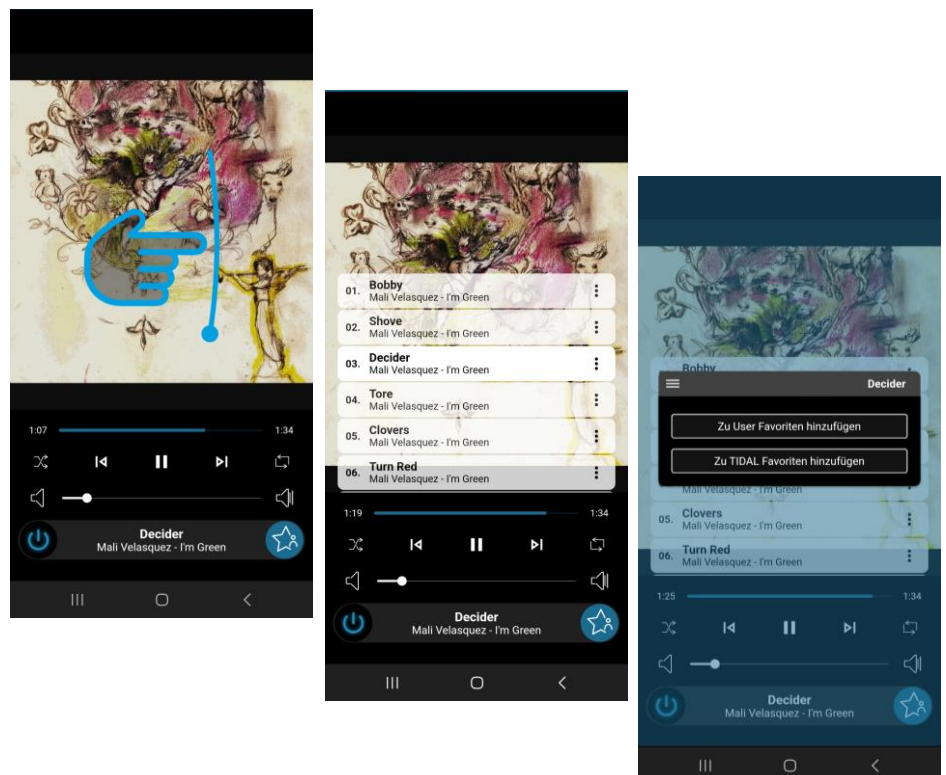 1:07
1:34
Decider
Mali Velasquez - I'm Green
01. Bobby
Mali Velasquez - I'm Green
02. Shove
Mali Velasquez - I'm Green
03. Decider
Mali Velasquez - I'm Green
04. Tore
Mali Velasquez - I'm Green
05. Clovers
Mali Velasquez - I'm Green
06. Turn Red
Mali Velasquez - I'm Green
1:19
1:34
Decider
Mali Velasquez - I'm Green
Bobby
Decider
Zu User Favoriten hinzufügen
Zu TIDAL Favoriten hinzufügen
Mali Velasquez - I'm Green
05. Clovers
Mali Velasquez - I'm Green
06. Turn Red
Mali Velasquez - I'm Green
1:25
1:34
Decider
Mali Velasquez - I'm Green